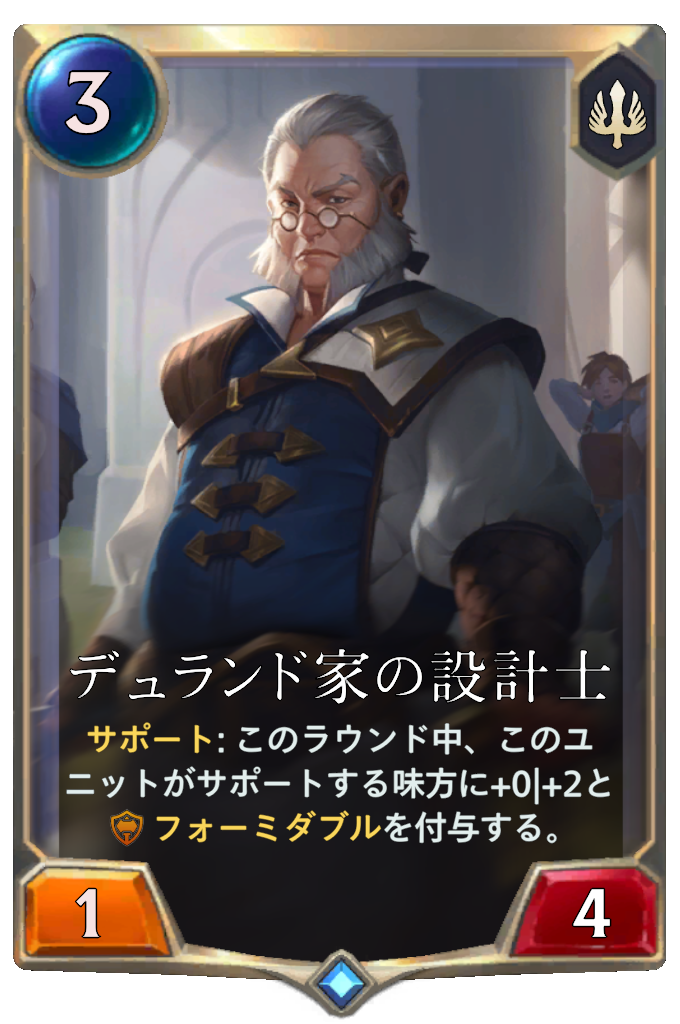 3
デュランド家の設計士
サポート: このラウンド中、このユ
ニットがサポートする味方に+0|+2と
フォーミダブルを付与する。
1
4